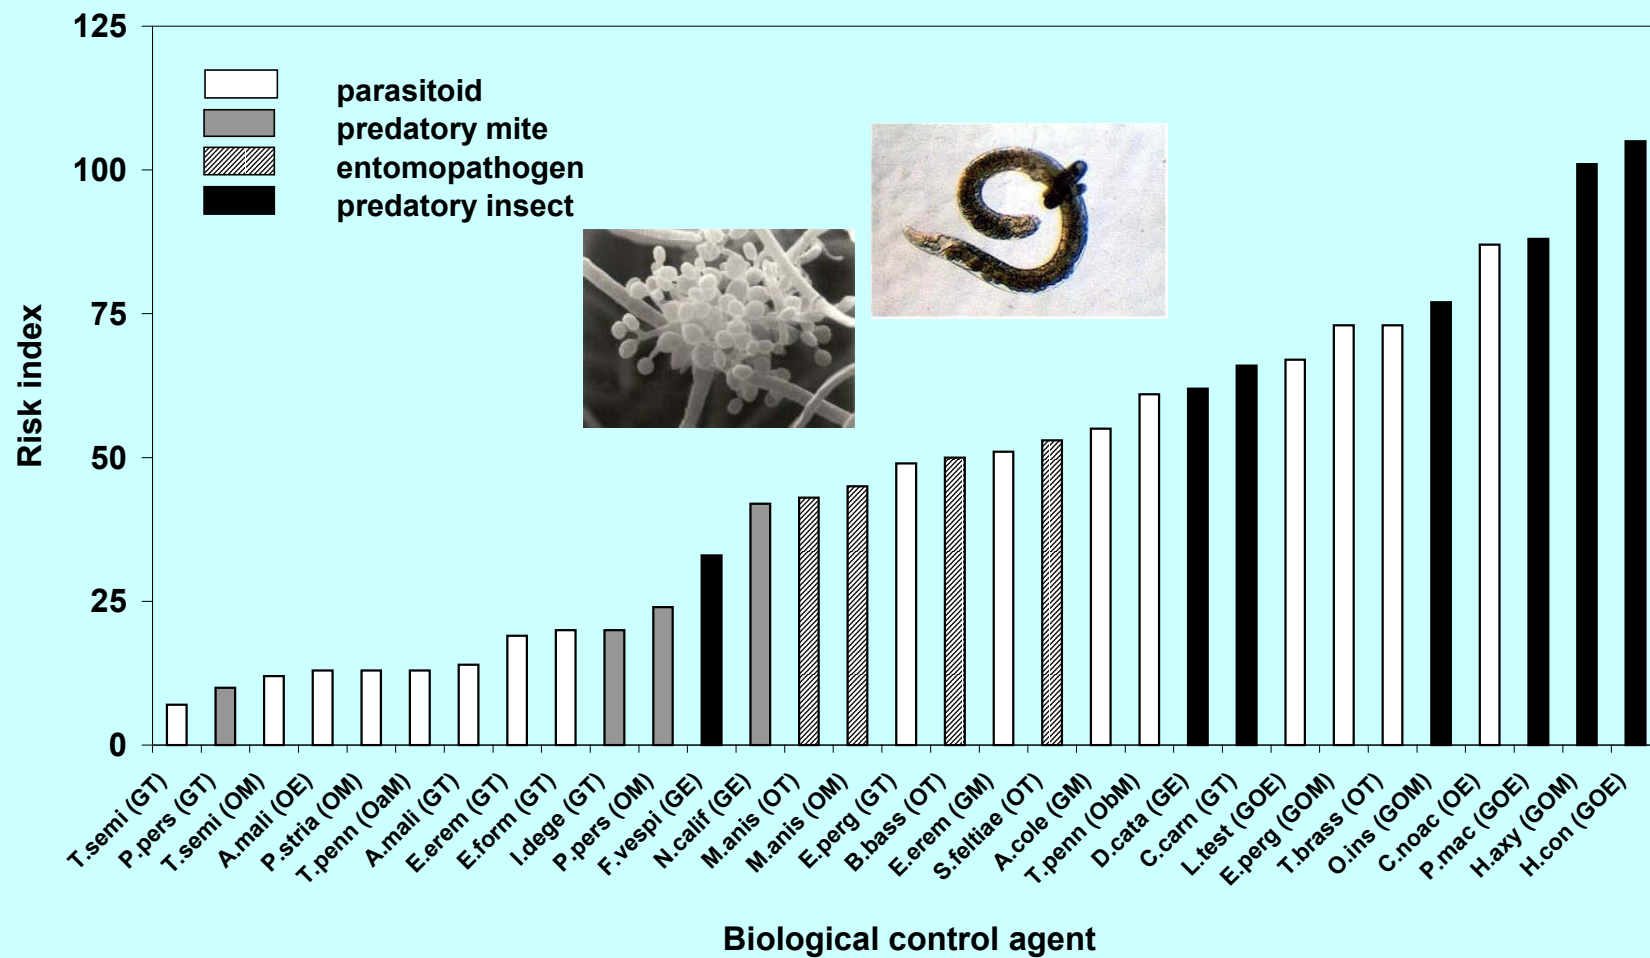 125
100
75
50
25
0
Risk index
parasitoid
predatory mite
entomopathogen
predatory insect
T.semi (GT)
P.pers (GT)
T.semi (OM)
A.mali (OE)
P.stria (OM)
T.penn (OaM)
A.mali (GT)
E.erem (GT)
E.form (GT)
I.dege (GT)
P.pers (OM)
F.vespi (GE)
N.calif (GE)
M.anis (OT)
M.anis (OM)
E.perg (GT)
B.bass (OT)
E.erem (GM)
S.feltiae (OT)
A.cole (GM)
T.penn (ObM)
D.cata (GE)
C.carn (GT)
L.test (GOE)
E.perg (GOM)
T.brass (OT)
O.ins (GOM)
C.noac (OE)
P.mac (GOE)
H.axy (GOM)
H.con (GOE)
Biological control agent